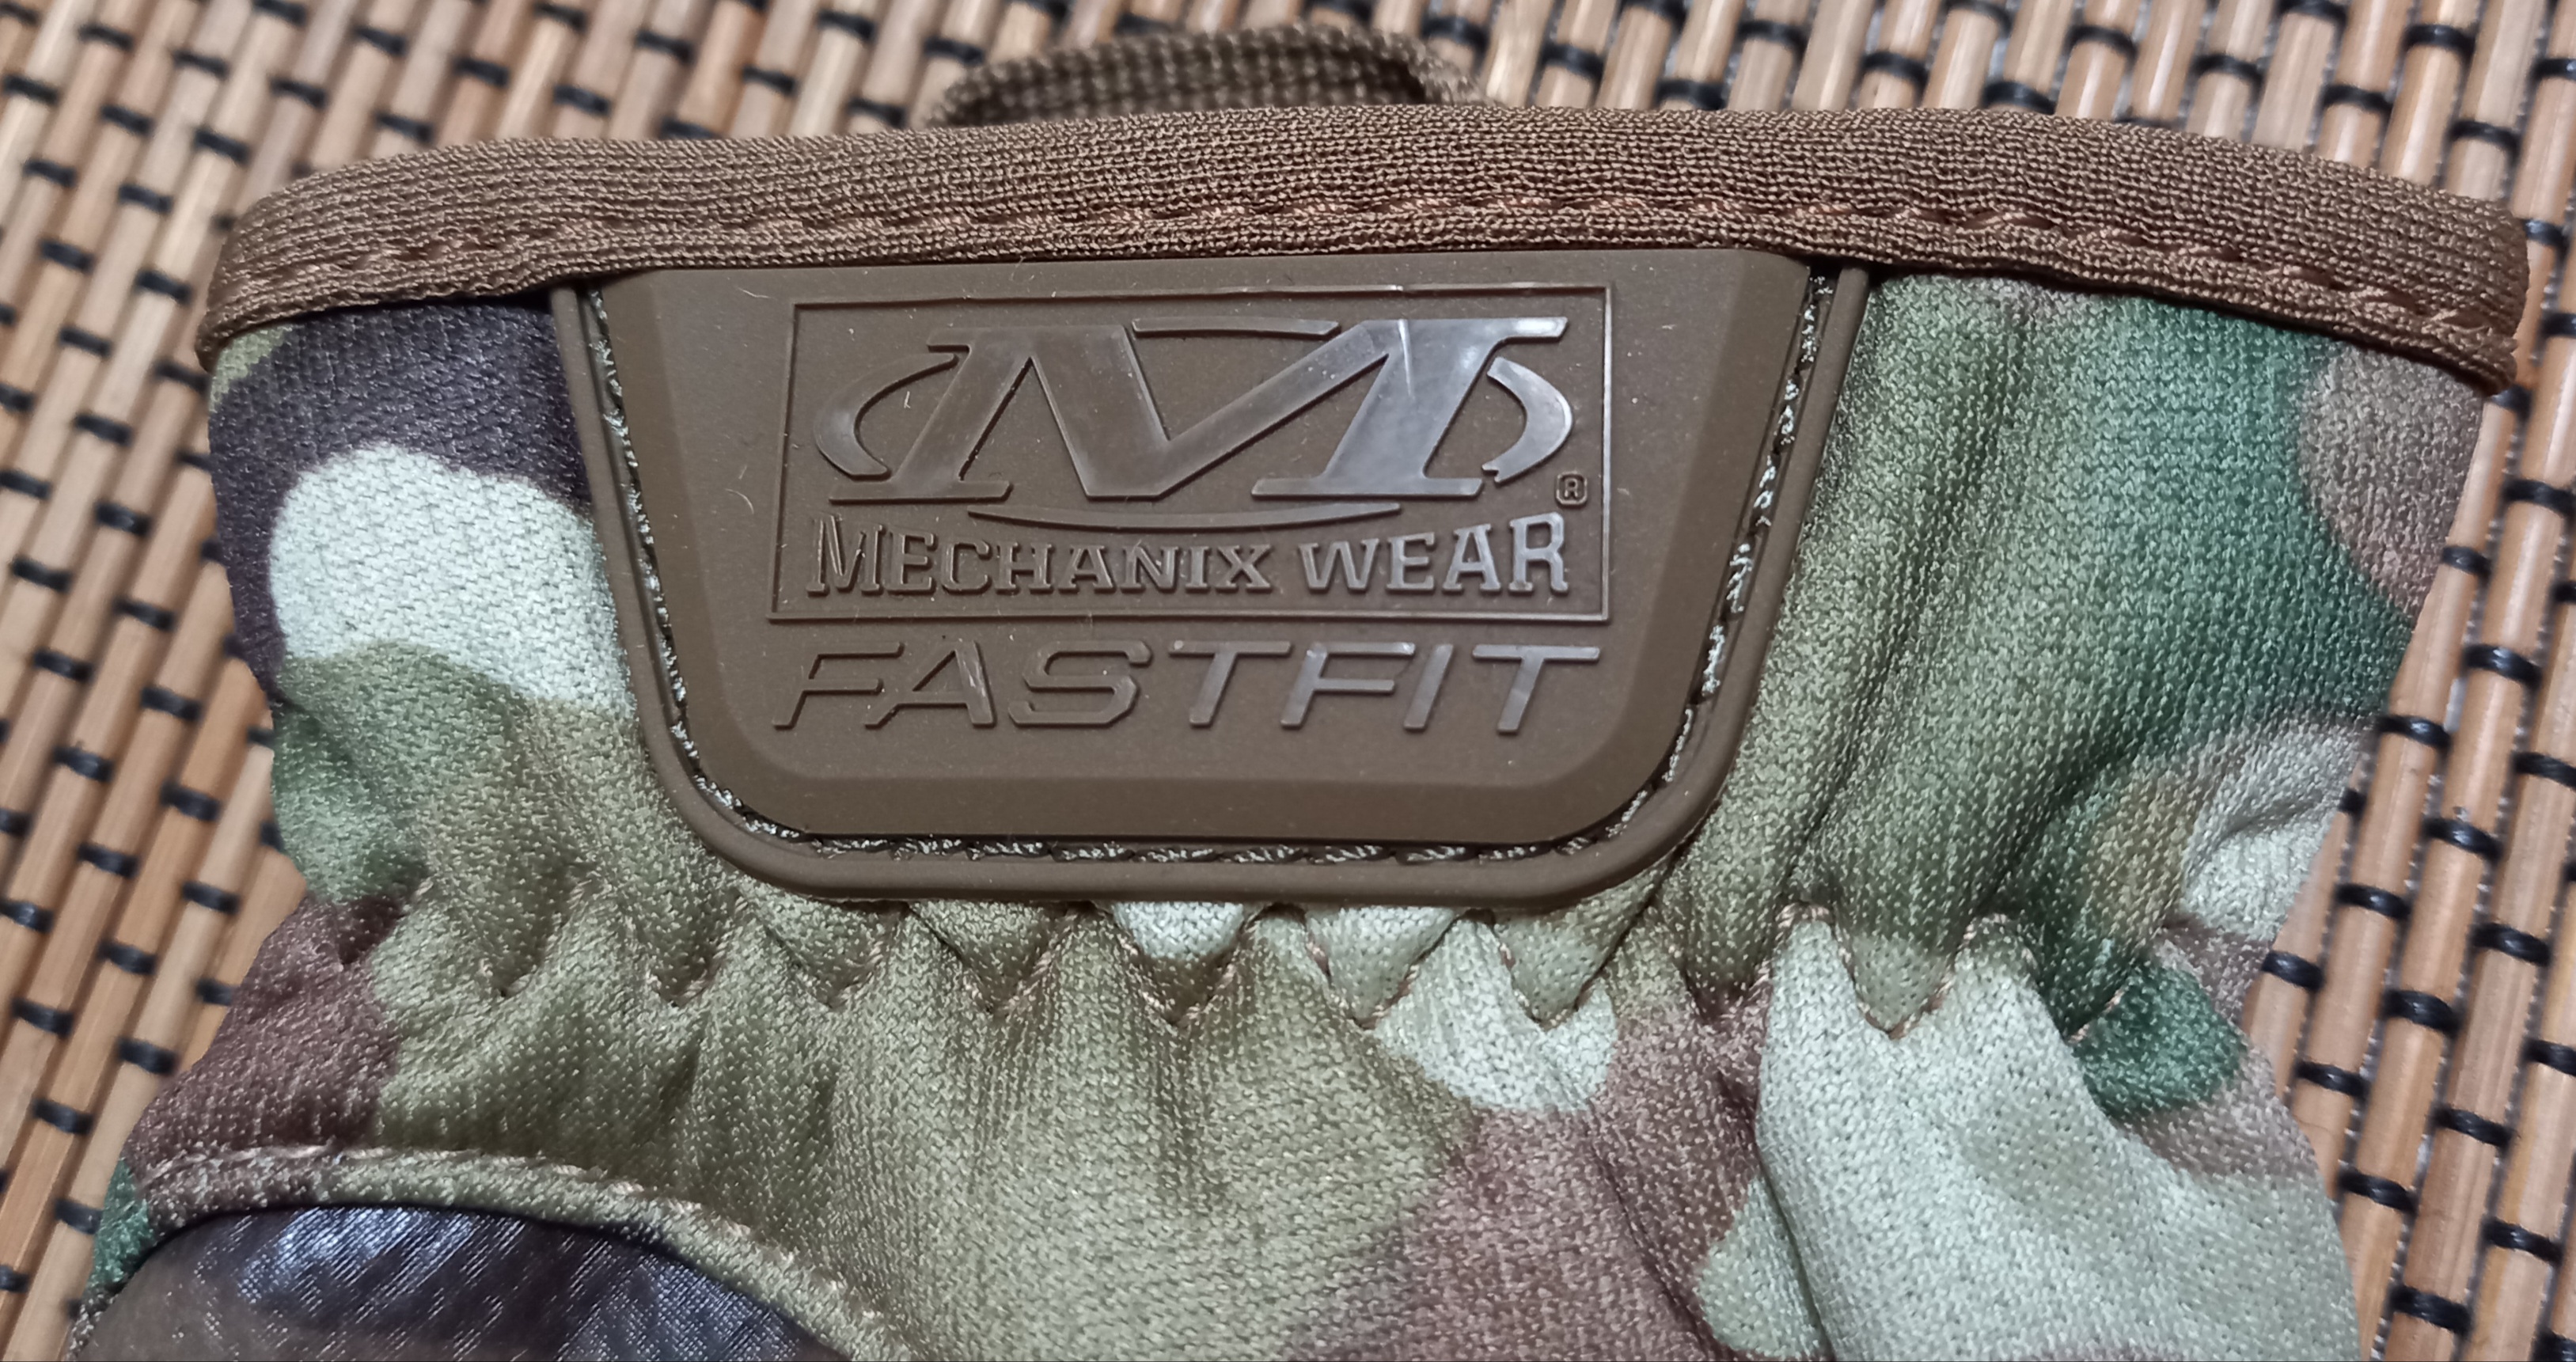 M
®
MECHANIX WEAR
FASTFIT